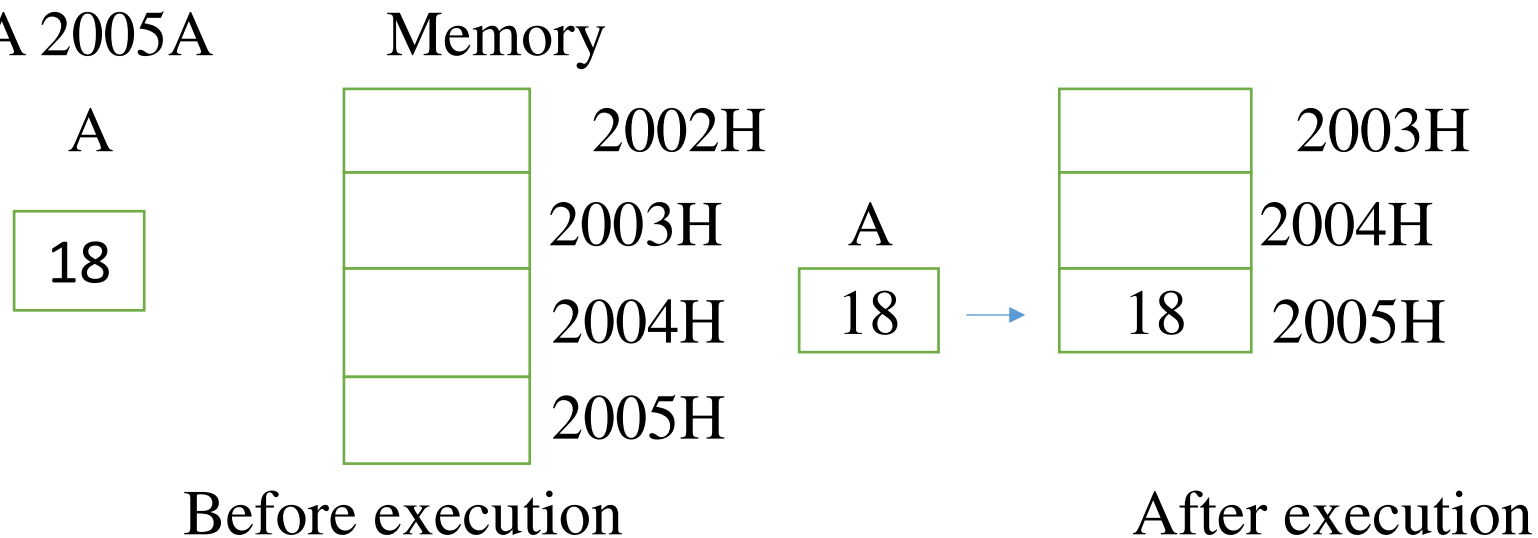 A 2005A Memory
A 2002H 2003H
18 2003H A 2004H
2004H 18 18 2005H
2005H
Before execution After execution